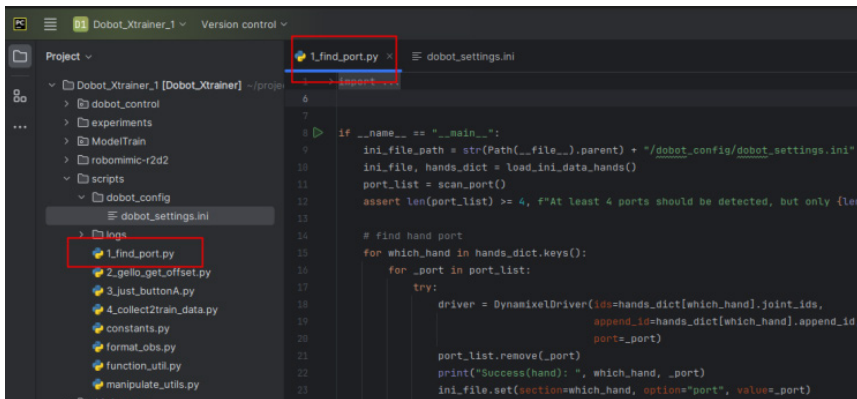 PC D1 Dobot_Xtrainer_1 Version control
Project
Dobot_Xtrainer_1 [Dobot_Xtrainer] ~/proje
dobot_control
experiments
ModelTrain
robomimic-r2d2
scripts
dobot_config
dobot_settings.ini
logs
1_find_port.py
2_gello_get_offset.py
3_just_buttonA.py
4_collect2train_data.py
constants.py
format_obs.py
function_util.py
manipulate_utils.py
1_find_port.py dobot_settings.ini
import ...
6
7
8 if __name__ == "__main__":
9 ini_file_path = str(Path(__file__).parent) + "/dobot_config/dobot_settings.ini"
10 ini_file, hands_dict = load_ini_data_hands()
11 port_list = scan_port()
12 assert len(port_list) >= 4, f"At least 4 ports should be detected, but only {len
13
14 # find hand port
15 for which_hand in hands_dict.keys():
16 for _port in port_list:
17 try:
18 driver = DynamixelDriver(ids=hands_dict[which_hand].joint_ids,
19 append_id=hands_dict[which_hand].append_id
20 port=_port)
21 port_list.remove(_port)
22 print("Success(hand): ", which_hand, _port)
23 ini_file.set(section=which_hand, option="port", value=_port)